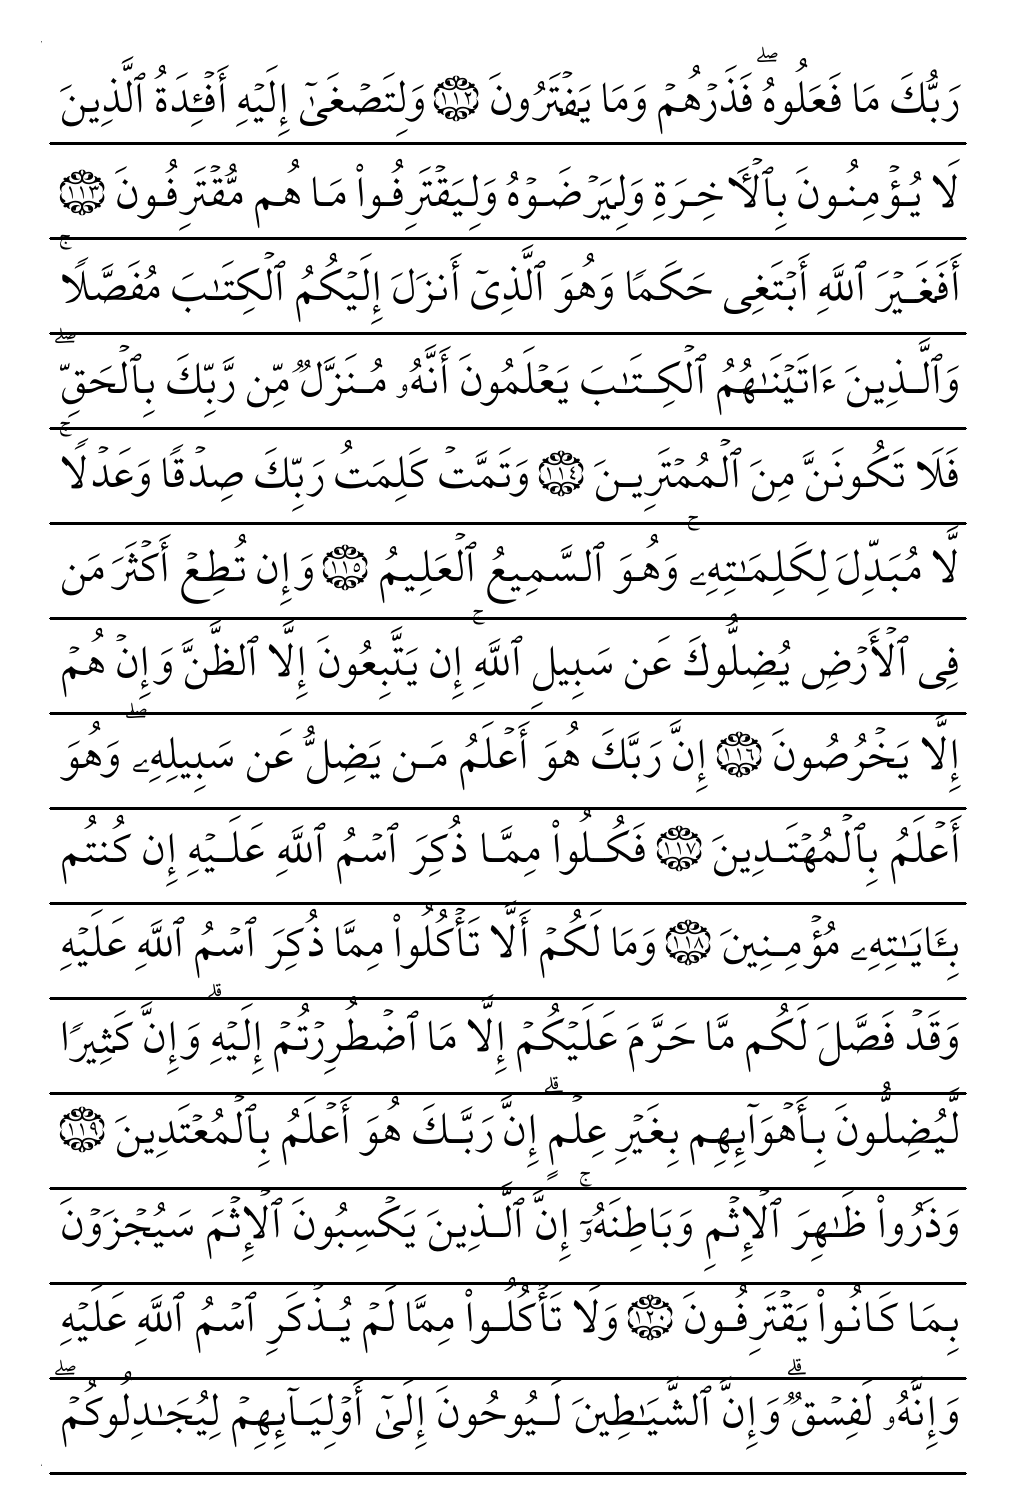 رَبُّكَ مَا فَعَلُوهُۖ فَذَرْهُمْ وَمَا يَفْتَرُونَ ١١٢ وَلِتَصْغَىٰٓ إِلَيْهِ أَفْـِٔدَةُ ٱلَّذِينَ
لَا يُؤْمِنُونَ بِٱلْأَخِرَةِ وَلِيَرْضَوْهُ وَلِيَقْتَرِفُوا۟ مَا هُم مُّقْتَرِفُونَ ١١٣
أَفَغَيْرَ ٱللَّهِ أَبْتَغِى حَكَمًا وَهُوَ ٱلَّذِىٓ أَنزَلَ إِلَيْكُمُ ٱلْكِتَـٰبَ مُفَصَّلًاۚ
وَٱلَّذِينَ ءَاتَيْنَـٰهُمُ ٱلْكِتَـٰبَ يَعْلَمُونَ أَنَّهُۥ مُنَزَّلٌ مِّن رَّبِّكَ بِٱلْحَقِّۖ
فَلَا تَكُونَنَّ مِنَ ٱلْمُمْتَرِينَ ١١٤ وَتَمَّتْ كَلِمَتُ رَبِّكَ صِدْقًا وَعَدْلًاۚ
لَّا مُبَدِّلَ لِكَلِمَـٰتِهِۦۚ وَهُوَ ٱلسَّمِيعُ ٱلْعَلِيمُ ١١٥ وَإِن تُطِعْ أَكْثَرَ مَن
فِى ٱلْأَرْضِ يُضِلُّوكَ عَن سَبِيلِ ٱللَّهِۚ إِن يَتَّبِعُونَ إِلَّا ٱلظَّنَّ وَإِنْ هُمْ
إِلَّا يَخْرُصُونَ ١١٦ إِنَّ رَبَّكَ هُوَ أَعْلَمُ مَن يَضِلُّ عَن سَبِيلِهِۦۖ وَهُوَ
أَعْلَمُ بِٱلْمُهْتَدِينَ ١١٧ فَكُلُوا۟ مِمَّا ذُكِرَ ٱسْمُ ٱللَّهِ عَلَيْهِ إِن كُنتُم
بِـَٔايَـٰتِهِۦ مُؤْمِنِينَ ١١٨ وَمَا لَكُمْ أَلَّا تَأْكُلُوا۟ مِمَّا ذُكِرَ ٱسْمُ ٱللَّهِ عَلَيْهِ
وَقَدْ فَصَّلَ لَكُم مَّا حَرَّمَ عَلَيْكُمْ إِلَّا مَا ٱضْطُرِرْتُمْ إِلَيْهِۗ وَإِنَّ كَثِيرًا
لَّيُضِلُّونَ بِأَهْوَآئِهِم بِغَيْرِ عِلْمٍۗ إِنَّ رَبَّكَ هُوَ أَعْلَمُ بِٱلْمُعْتَدِينَ ١١٩
وَذَرُوا۟ ظَـٰهِرَ ٱلْإِثْمِ وَبَاطِنَهُۥٓۚ إِنَّ ٱلَّذِينَ يَكْسِبُونَ ٱلْإِثْمَ سَيُجْزَوْنَ
بِمَا كَانُوا۟ يَقْتَرِفُونَ ١٢٠ وَلَا تَأْكُلُوا۟ مِمَّا لَمْ يُذْكَرِ ٱسْمُ ٱللَّهِ عَلَيْهِ
وَإِنَّهُۥ لَفِسْقٌۗ وَإِنَّ ٱلشَّيَـٰطِينَ لَيُوحُونَ إِلَىٰٓ أَوْلِيَآئِهِمْ لِيُجَـٰدِلُوكُمْۖ